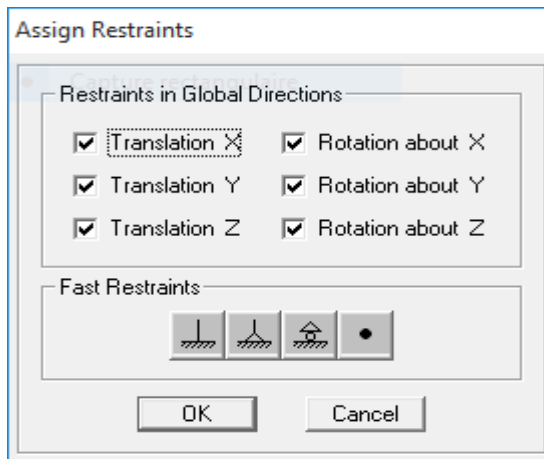 Assign Restraints
Capture rectangulaire
Restraints in Global Directions
Translation X Rotation about X
Translation Y Rotation about Y
Translation Z Rotation about Z
Fast Restraints
OK Cancel